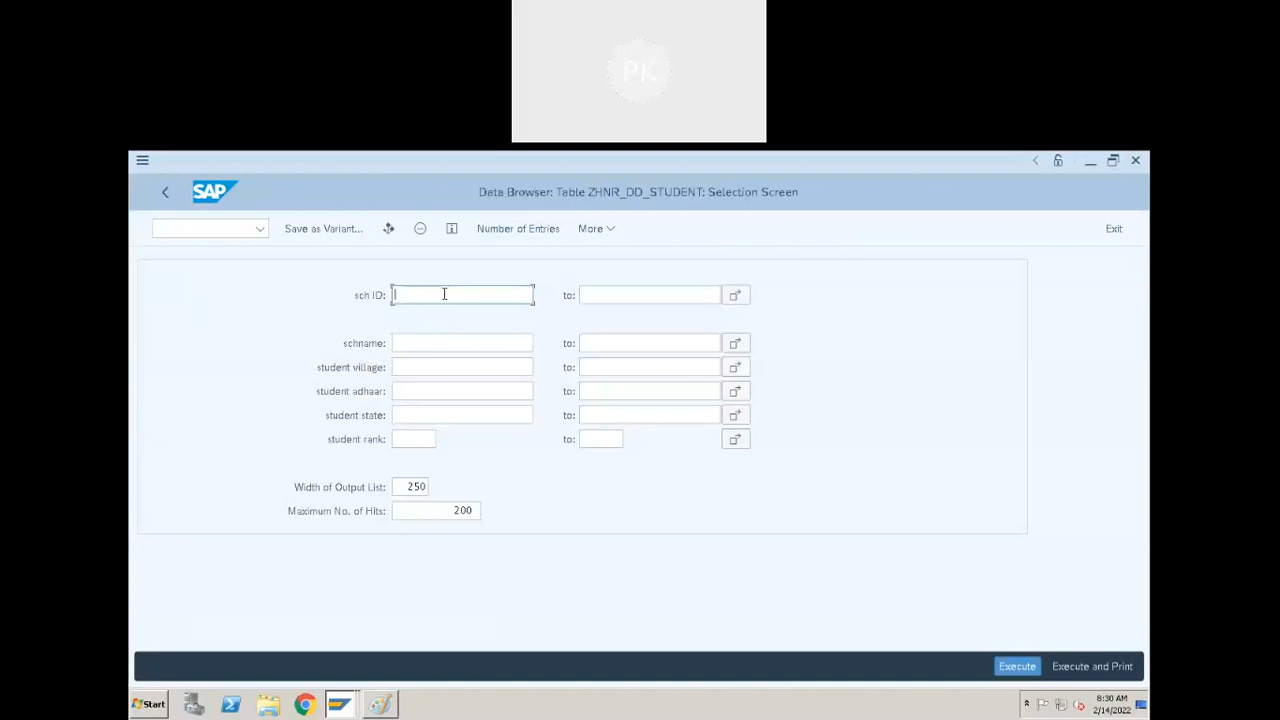 PK
SAP
Data Browser: Table ZHNR_DD_STUDENT: Selection Screen
Save as Variant...
Number of Entries
More
Exit
sch ID:
to:
schname:
to:
student village:
to:
student adhaar:
to:
student state:
to:
student rank:
to:
Width of Output List: 250
Maximum No. of Hits: 200
Execute
Execute and Print
Start
8:30 AM
2/14/2022